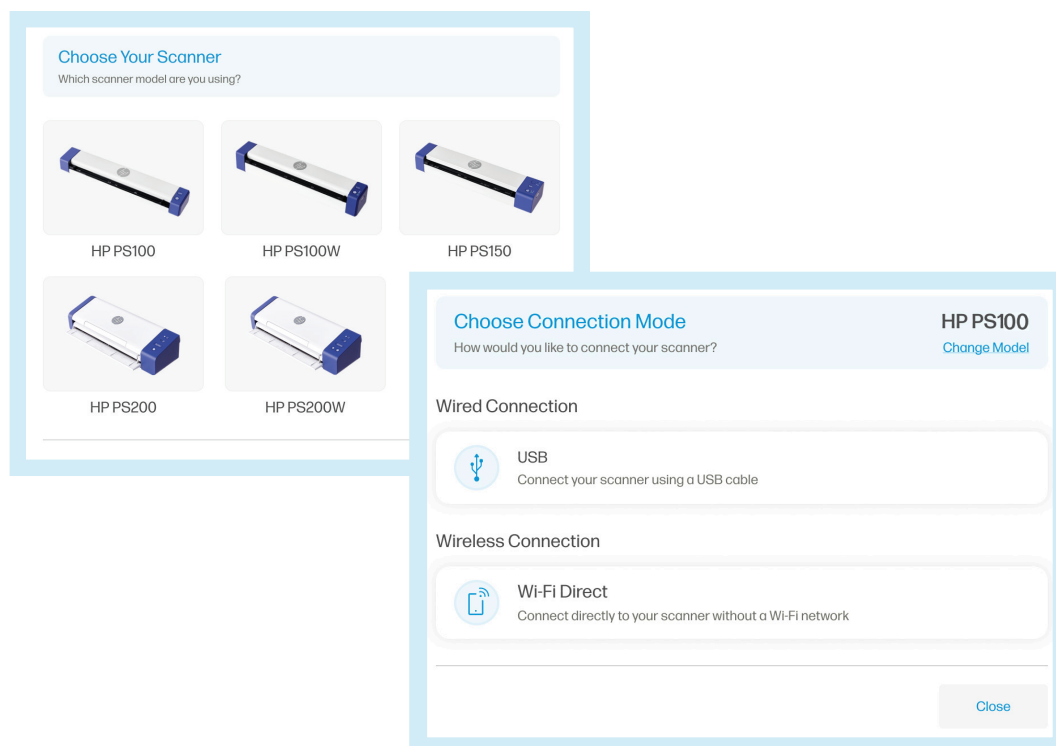 Choose Your Scanner
Which scanner model are you using?
HP PS100
HP PS100W
HP PS150
HP PS200
HP PS200W
Choose Connection Mode
How would you like to connect your scanner?
HP PS100
Change Model
Wired Connection
USB
Connect your scanner using a USB cable
Wireless Connection
Wi-Fi Direct
Connect directly to your scanner without a Wi-Fi network
Close